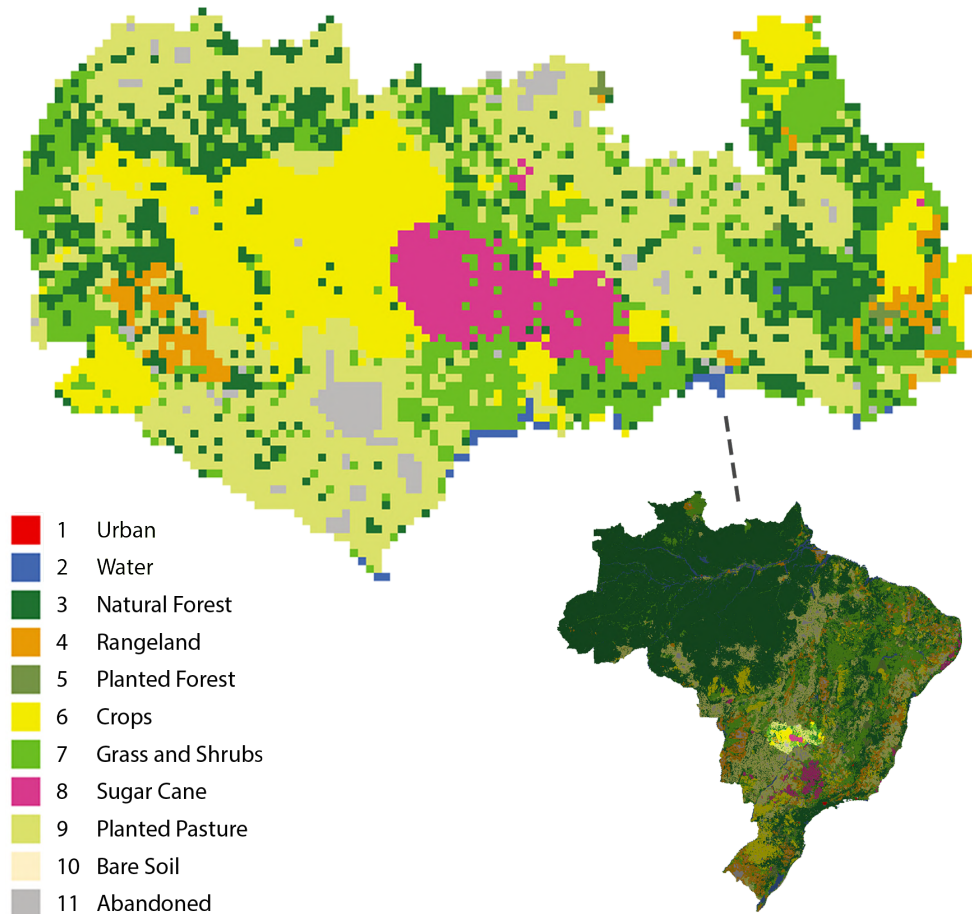 1 Urban
2 Water
3 Natural Forest
4 Rangeland
5 Planted Forest
6 Crops
7 Grass and Shrubs
8 Sugar Cane
9 Planted Pasture
10 Bare Soil
11 Abandoned